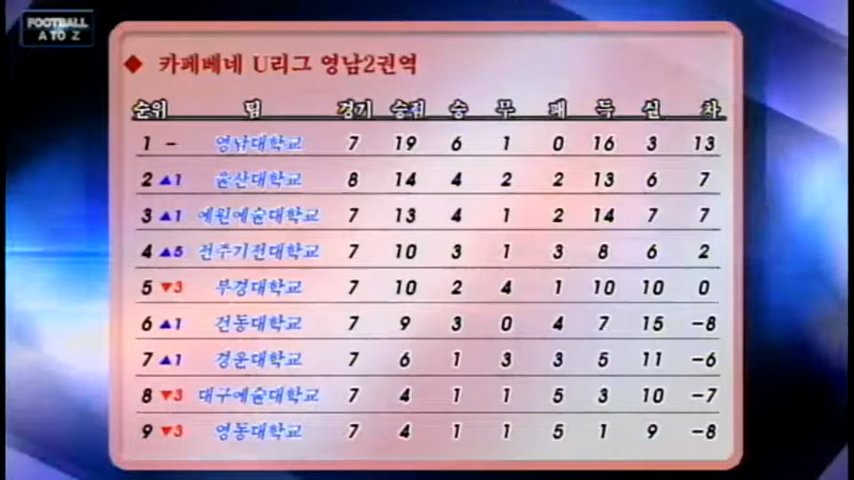 FOOTBALL
A TO Z
◆ 카페베네 U리그 영남2권역
순위 팀 경기 승점 승 무 패 득 실 차
1 - 영남대학교 7 19 6 1 0 16 3 13
2 ▲1 울산대학교 8 14 4 2 2 13 6 7
3 ▲1 예원예술대학교 7 13 4 1 2 14 7 7
4 ▲5 전주기전대학교 7 10 3 1 3 8 6 2
5 ▼3 부경대학교 7 10 2 4 1 10 10 0
6 ▲1 건동대학교 7 9 3 0 4 7 15 -8
7 ▲1 경운대학교 7 6 1 3 3 5 11 -6
8 ▼3 대구예술대학교 7 4 1 1 5 3 10 -7
9 ▼3 영동대학교 7 4 1 1 5 1 9 -8